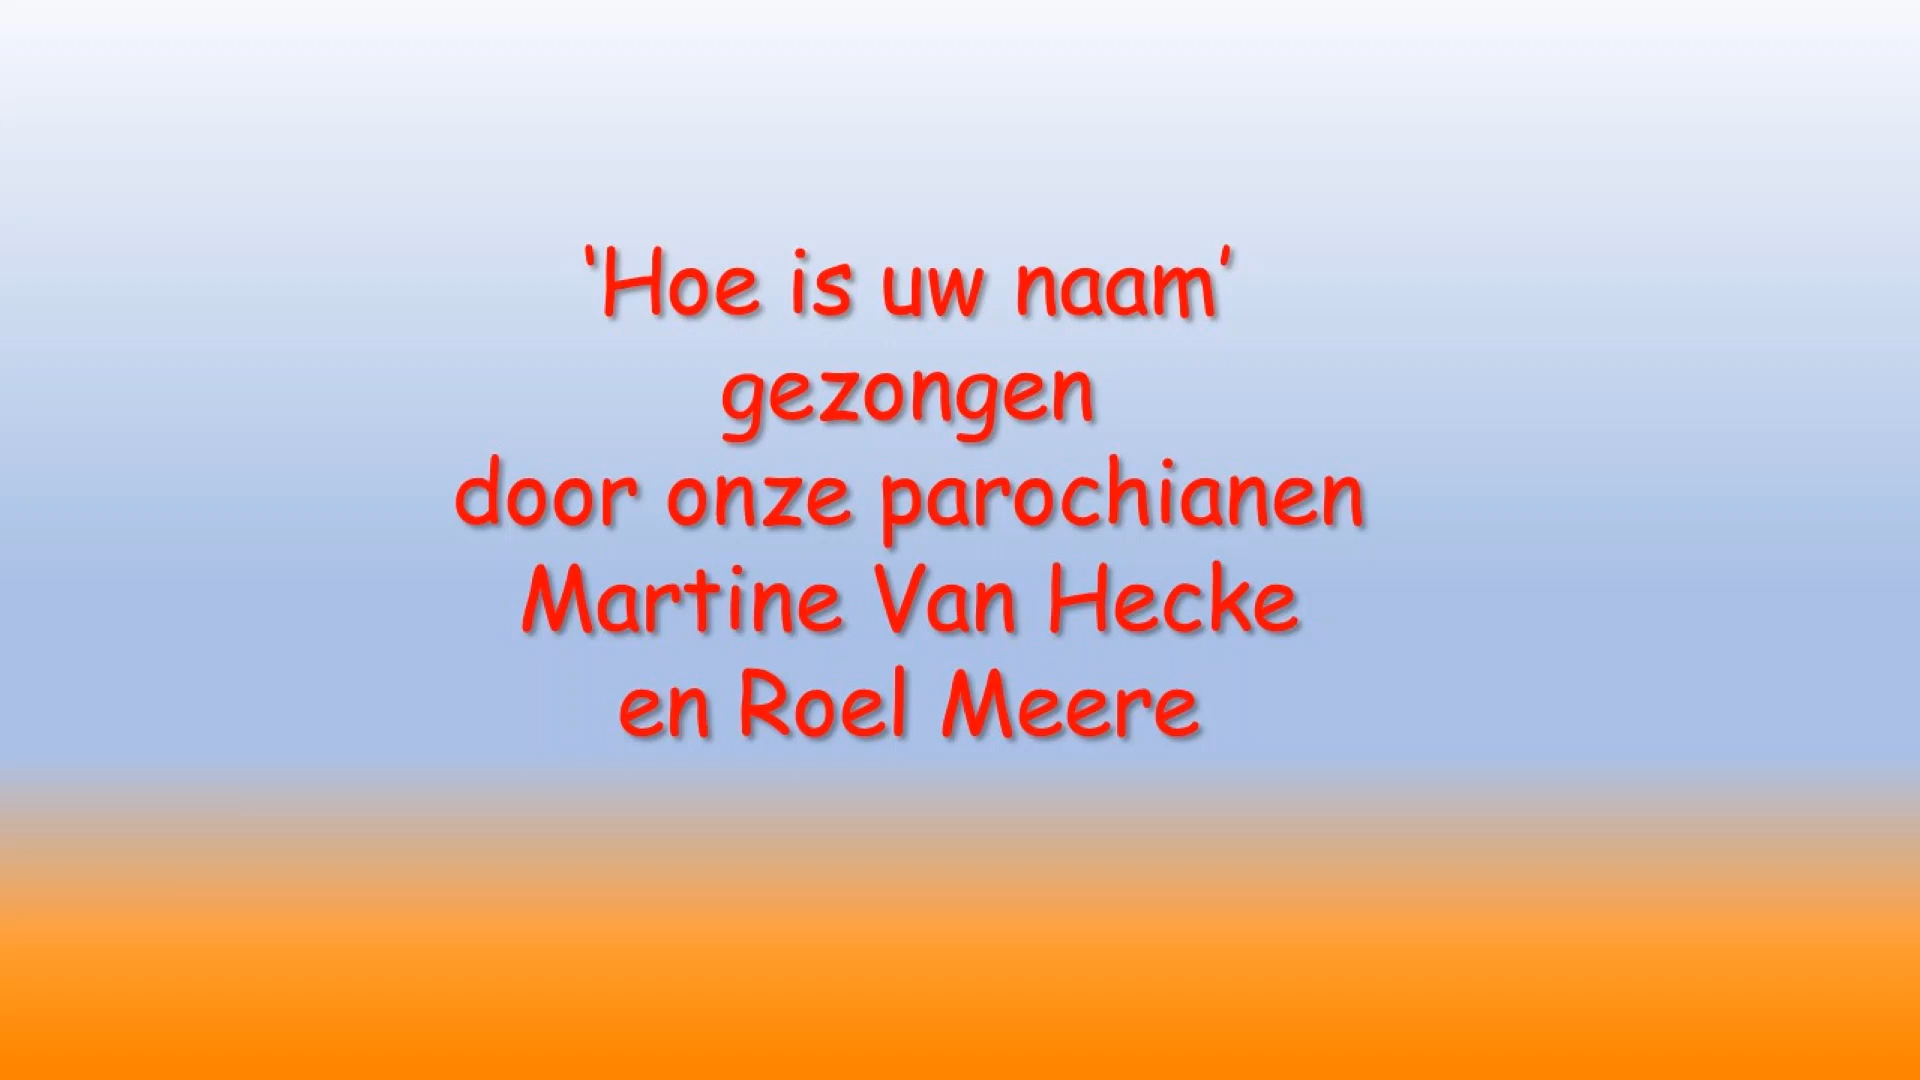 ‘Hoe is uw naam’
gezongen
door onze parochianen
Martine Van Hecke
en Roel Meere